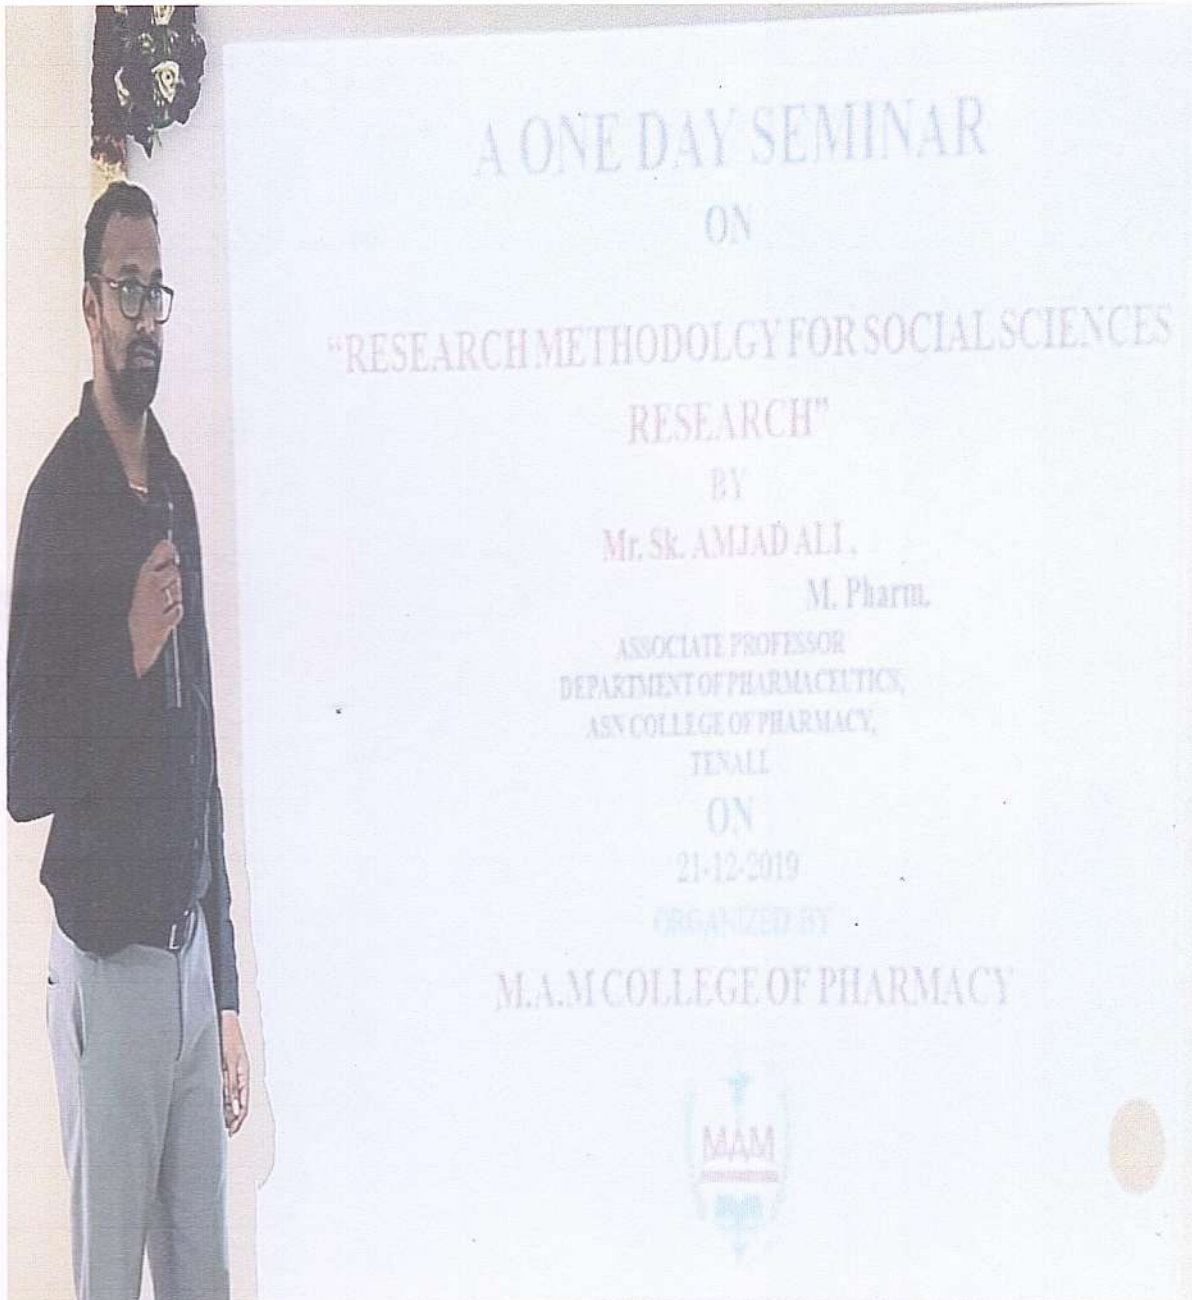 A ONE DAY SEMINAR
ON
“RESEARCH METHODOLGY FOR SOCIAL SCIENCES
RESEARCH”
BY
Mr. Sk. AMJAD ALI ,
M. Pharm.
ASSOCIATE PROFESSOR
DEPARTMENT OF PHARMACEUTICS,
ASN COLLEGE OF PHARMACY,
TENALI.
ON
21-12-2019
ORGANIZED BY
M.A.M COLLEGE OF PHARMACY
MAM